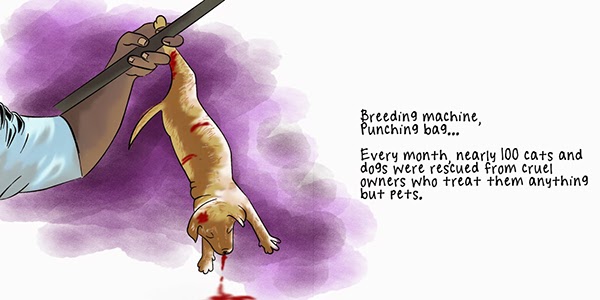 Breeding machine,
Punching bag...
Every month, nearly 100 cats and
dogs were rescued from cruel
owners who treat them anything
but pets.